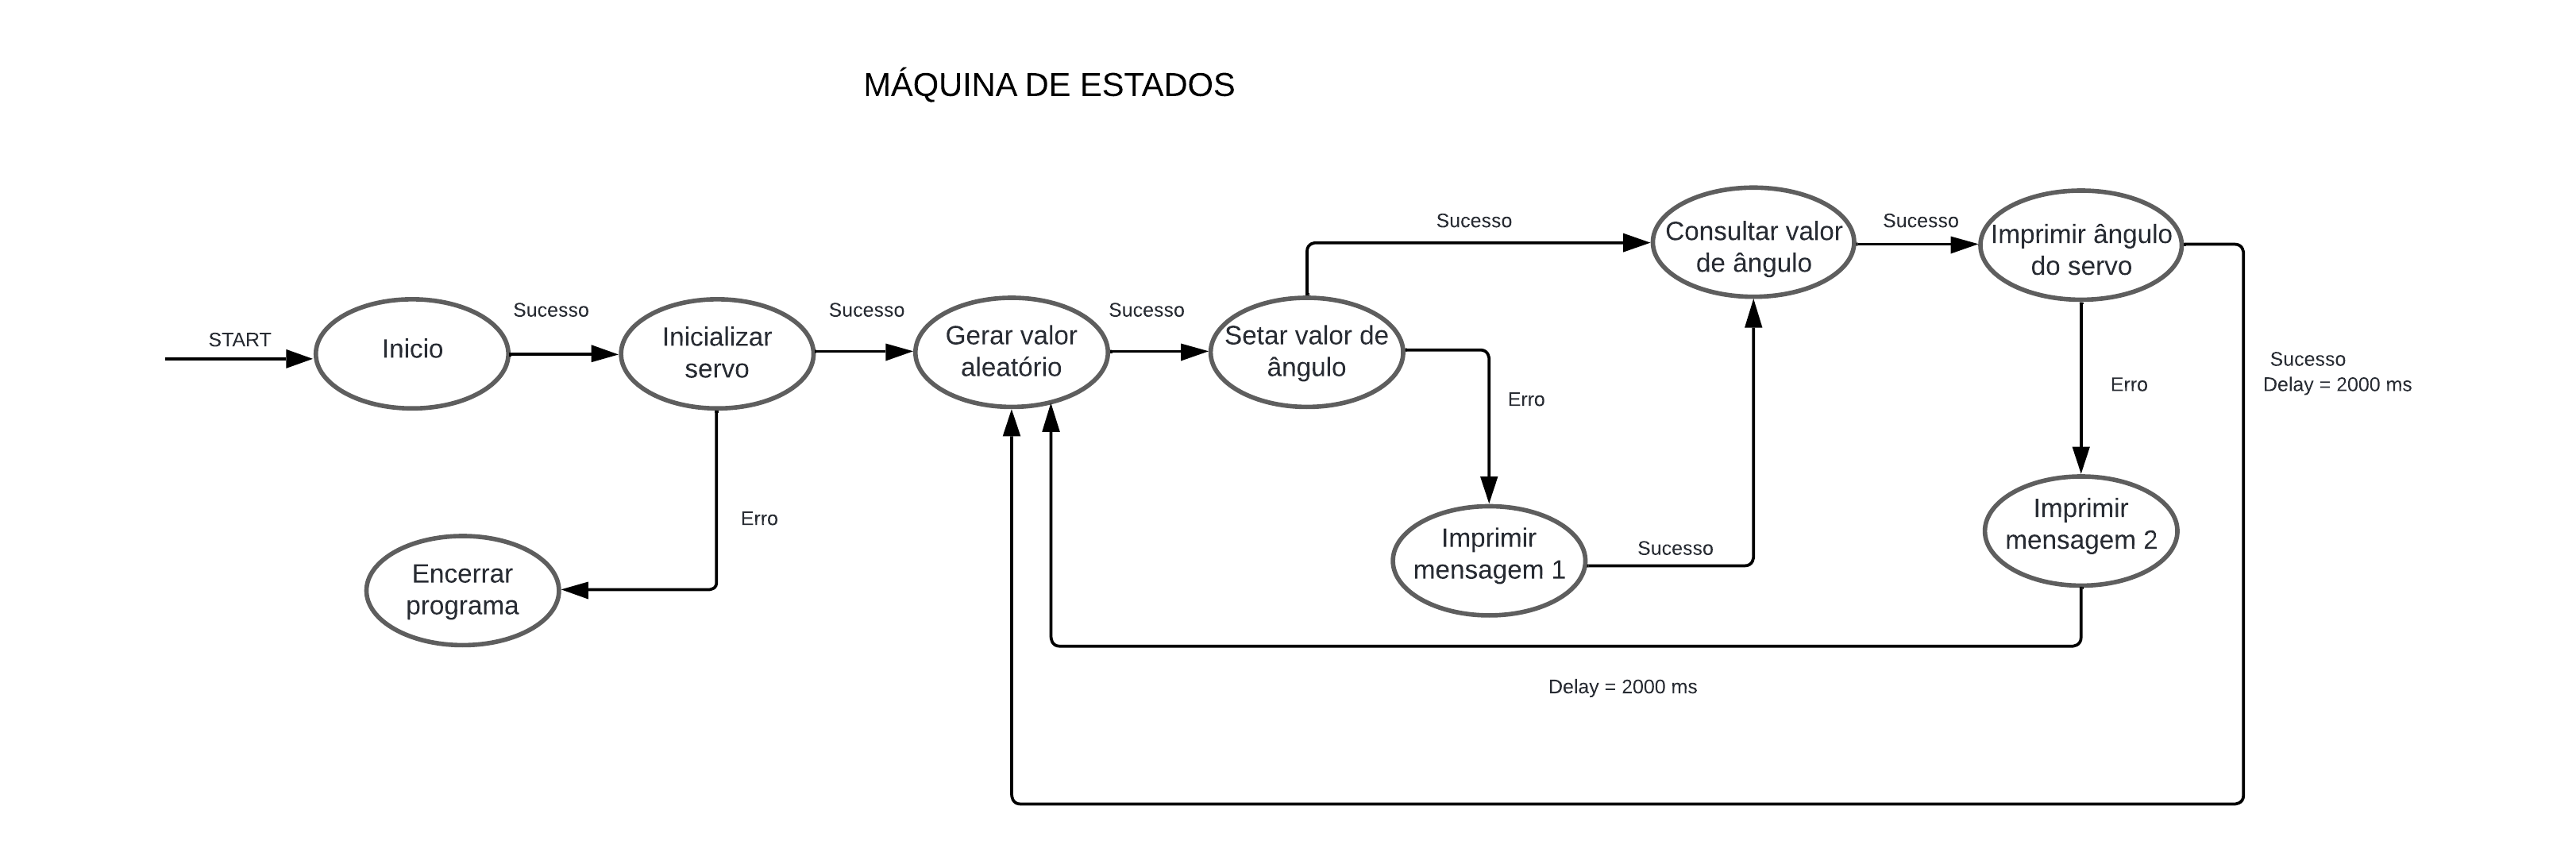 MÁQUINA DE ESTADOS
START
Inicio
Sucesso
Inicializar
servo
Erro
Encerrar
programa
Sucesso
Gerar valor
aleatório
Sucesso
Setar valor de
ângulo
Sucesso
Erro
Imprimir
mensagem 1
Sucesso
Consultar valor
de ângulo
Sucesso
Imprimir ângulo
do servo
Erro
Imprimir
mensagem 2
Delay = 2000 ms
Sucesso
Delay = 2000 ms